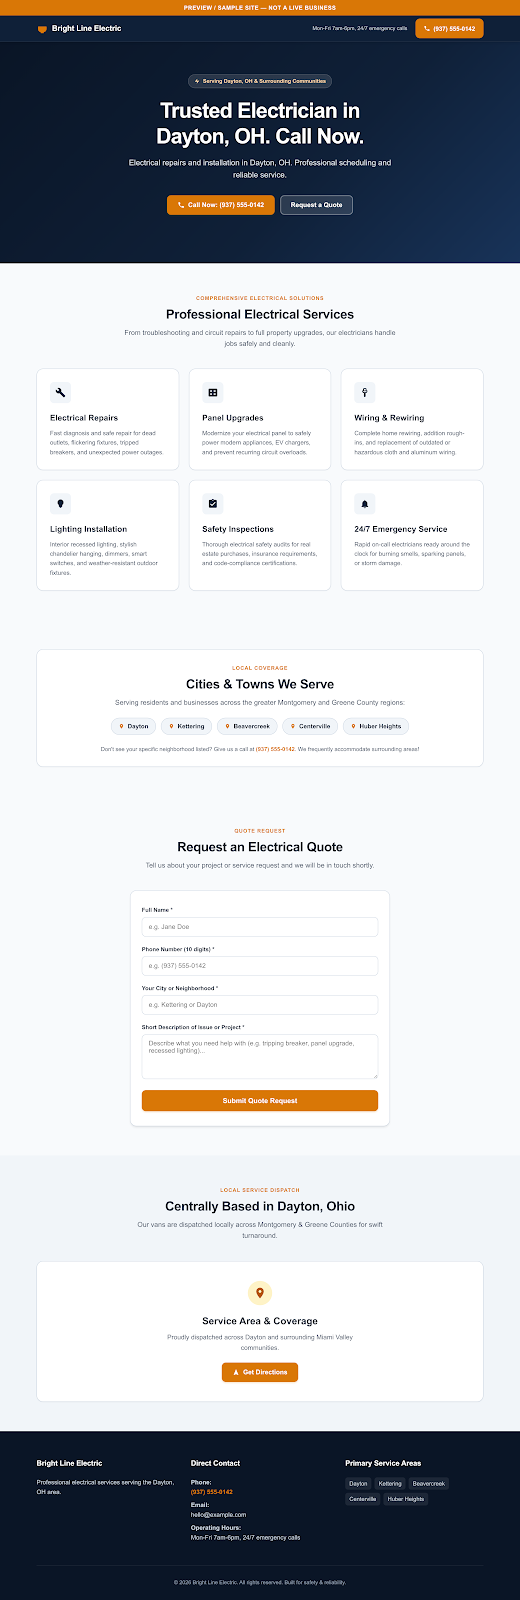 PREVIEW / SAMPLE SITE — NOT A LIVE BUSINESS
Bright Line Electric
Mon-Fri 7am-6pm, 24/7 emergency calls
(937) 555-0142
Serving Dayton, OH & Surrounding Communities
Trusted Electrician in
Dayton, OH. Call Now.
Electrical repairs and installation in Dayton, OH. Professional scheduling and
reliable service.
Call Now: (937) 555-0142
Request a Quote
COMPREHENSIVE ELECTRICAL SOLUTIONS
Professional Electrical Services
From troubleshooting and circuit repairs to full property upgrades, our electricians handle
jobs safely and cleanly.
Electrical Repairs
Fast diagnosis and safe repair for dead
outlets, flickering fixtures, tripped
breakers, and unexpected power outages.
Panel Upgrades
Modernize your electrical panel to safely
power modern appliances, EV chargers,
and prevent recurring circuit overloads.
Wiring & Rewiring
Complete home rewiring, addition rough-
ins, and replacement of outdated or
hazardous cloth and aluminum wiring.
Lighting Installation
Interior recessed lighting, stylish
chandelier hanging, dimmers, smart
switches, and weather-resistant outdoor
fixtures.
Safety Inspections
Thorough electrical safety audits for real
estate purchases, insurance requirements,
and code-compliance certifications.
24/7 Emergency Service
Rapid on-call electricians ready around the
clock for burning smells, sparking panels,
or storm damage.
LOCAL COVERAGE
Cities & Towns We Serve
Serving residents and businesses across the greater Montgomery and Greene County regions:
Dayton
Kettering
Beavercreek
Centerville
Huber Heights
Don't see your specific neighborhood listed? Give us a call at (937) 555-0142. We frequently accommodate surrounding areas!
QUOTE REQUEST
Request an Electrical Quote
Tell us about your project or service request and we will be in touch shortly.
Full Name *
e.g. Jane Doe
Phone Number (10 digits) *
e.g. (937) 555-0142
Your City or Neighborhood *
e.g. Kettering or Dayton
Short Description of Issue or Project *
Describe what you need help with (e.g. tripping breaker, panel upgrade,
recessed lighting)...
Submit Quote Request
LOCAL SERVICE DISPATCH
Centrally Based in Dayton, Ohio
Our vans are dispatched locally across Montgomery & Greene Counties for swift
turnaround.
Service Area & Coverage
Proudly dispatched across Dayton and surrounding Miami Valley
communities.
Get Directions
Bright Line Electric
Professional electrical services serving the Dayton,
OH area.
Direct Contact
Phone:
(937) 555-0142
Email:
hello@example.com
Operating Hours:
Mon-Fri 7am-6pm, 24/7 emergency calls
Primary Service Areas
Dayton
Kettering
Beavercreek
Centerville
Huber Heights
© 2026 Bright Line Electric. All rights reserved. Built for safety & reliability.